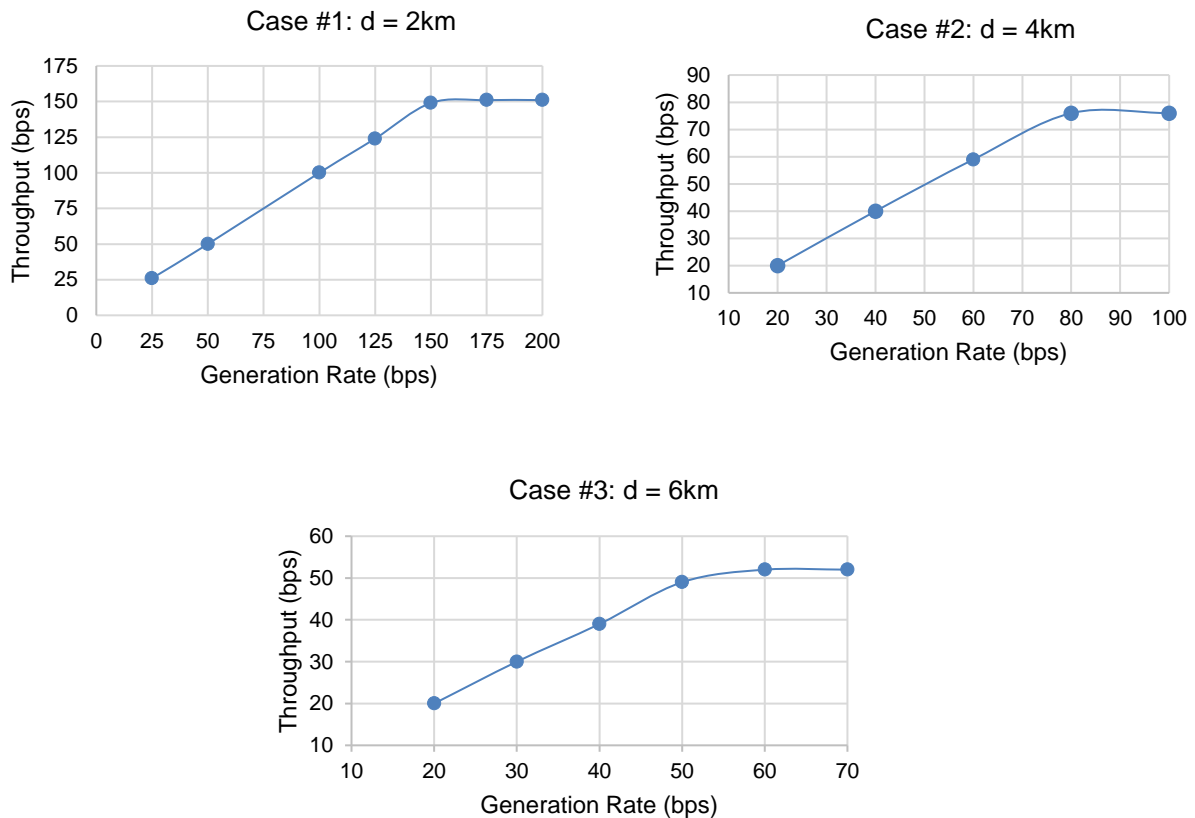 Case #1: d = 2km
175
150
125
100
75
50
25
0
Throughput (bps)
0 25 50 75 100 125 150 175 200
Generation Rate (bps)
Case #2: d = 4km
90
80
70
60
50
40
30
20
10
Throughput (bps)
10 20 30 40 50 60 70 80 90 100
Generation Rate (bps)
Case #3: d = 6km
60
50
40
30
20
10
Throughput (bps)
10 20 30 40 50 60 70
Generation Rate (bps)